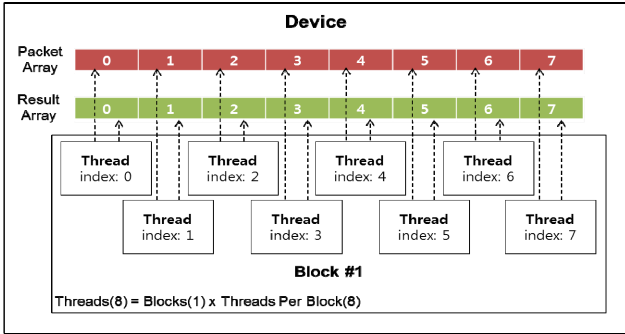 Device
Packet
Array
0 1 2 3 4 5 6 7
Result
Array
0 1 2 3 4 5 6 7
Thread
index: 0
Thread
index: 2
Thread
index: 4
Thread
index: 6
Thread
index: 1
Thread
index: 3
Thread
index: 5
Thread
index: 7
Block #1
Threads(8) = Blocks(1) x Threads Per Block(8)